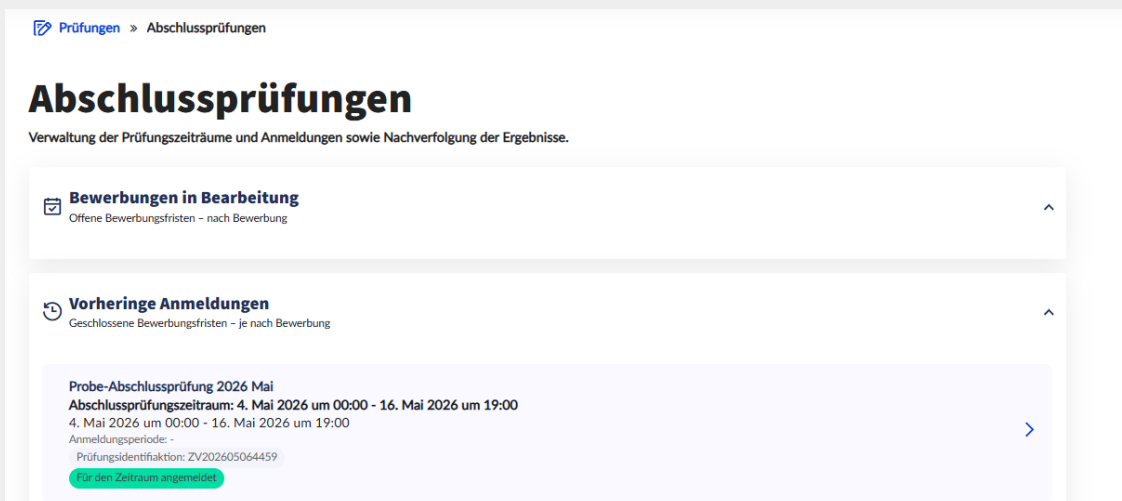 Prüfungen » Abschlussprüfungen
Abschlussprüfungen
Verwaltung der Prüfungszeiträume und Anmeldungen sowie Nachverfolgung der Ergebnisse.
Bewerbungen in Bearbeitung
Offene Bewerbungsfristen – nach Bewerbung
Vorheringe Anmeldungen
Geschlossene Bewerbungsfristen – je nach Bewerbung
Probe-Abschlussprüfung 2026 Mai
Abschlussprüfungszeitraum: 4. Mai 2026 um 00:00 - 16. Mai 2026 um 19:00
4. Mai 2026 um 00:00 - 16. Mai 2026 um 19:00
Anmeldungsperiode: -
Prüfungsidentifiaktion: ZV202605064459
Für den Zeitraum angemeldet